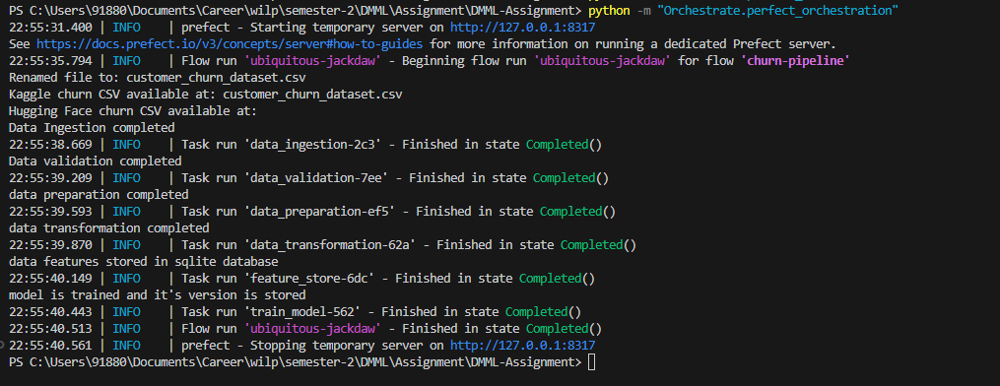 PS C:\Users\91880\Documents\Career\wilp\semester-2\DMML\Assignment\DMML-Assignment> python -m "Orchestrate.perfect_orchestration"
22:55:31.400 | INFO    | prefect - Starting temporary server on http://127.0.0.1:8317
See https://docs.prefect.io/v3/concepts/server#how-to-guides for more information on running a dedicated Prefect server.
22:55:35.794 | INFO    | Flow run 'ubiquitous-jackdaw' - Beginning flow run 'ubiquitous-jackdaw' for flow 'churn-pipeline'
Renamed file to: customer_churn_dataset.csv
Kaggle churn CSV available at: customer_churn_dataset.csv
Hugging Face churn CSV available at:
Data Ingestion completed
22:55:38.669 | INFO    | Task run 'data_ingestion-2c3' - Finished in state Completed()
Data validation completed
22:55:39.209 | INFO    | Task run 'data_validation-7ee' - Finished in state Completed()
data preparation completed
22:55:39.593 | INFO    | Task run 'data_preparation-ef5' - Finished in state Completed()
data transformation completed
22:55:39.870 | INFO    | Task run 'data_transformation-62a' - Finished in state Completed()
data features stored in sqlite database
22:55:40.149 | INFO    | Task run 'feature_store-6dc' - Finished in state Completed()
model is trained and it's version is stored
22:55:40.443 | INFO    | Task run 'train_model-562' - Finished in state Completed()
22:55:40.513 | INFO    | Flow run 'ubiquitous-jackdaw' - Finished in state Completed()
22:55:40.561 | INFO    | prefect - Stopping temporary server on http://127.0.0.1:8317
PS C:\Users\91880\Documents\Career\wilp\semester-2\DMML\Assignment\DMML-Assignment>